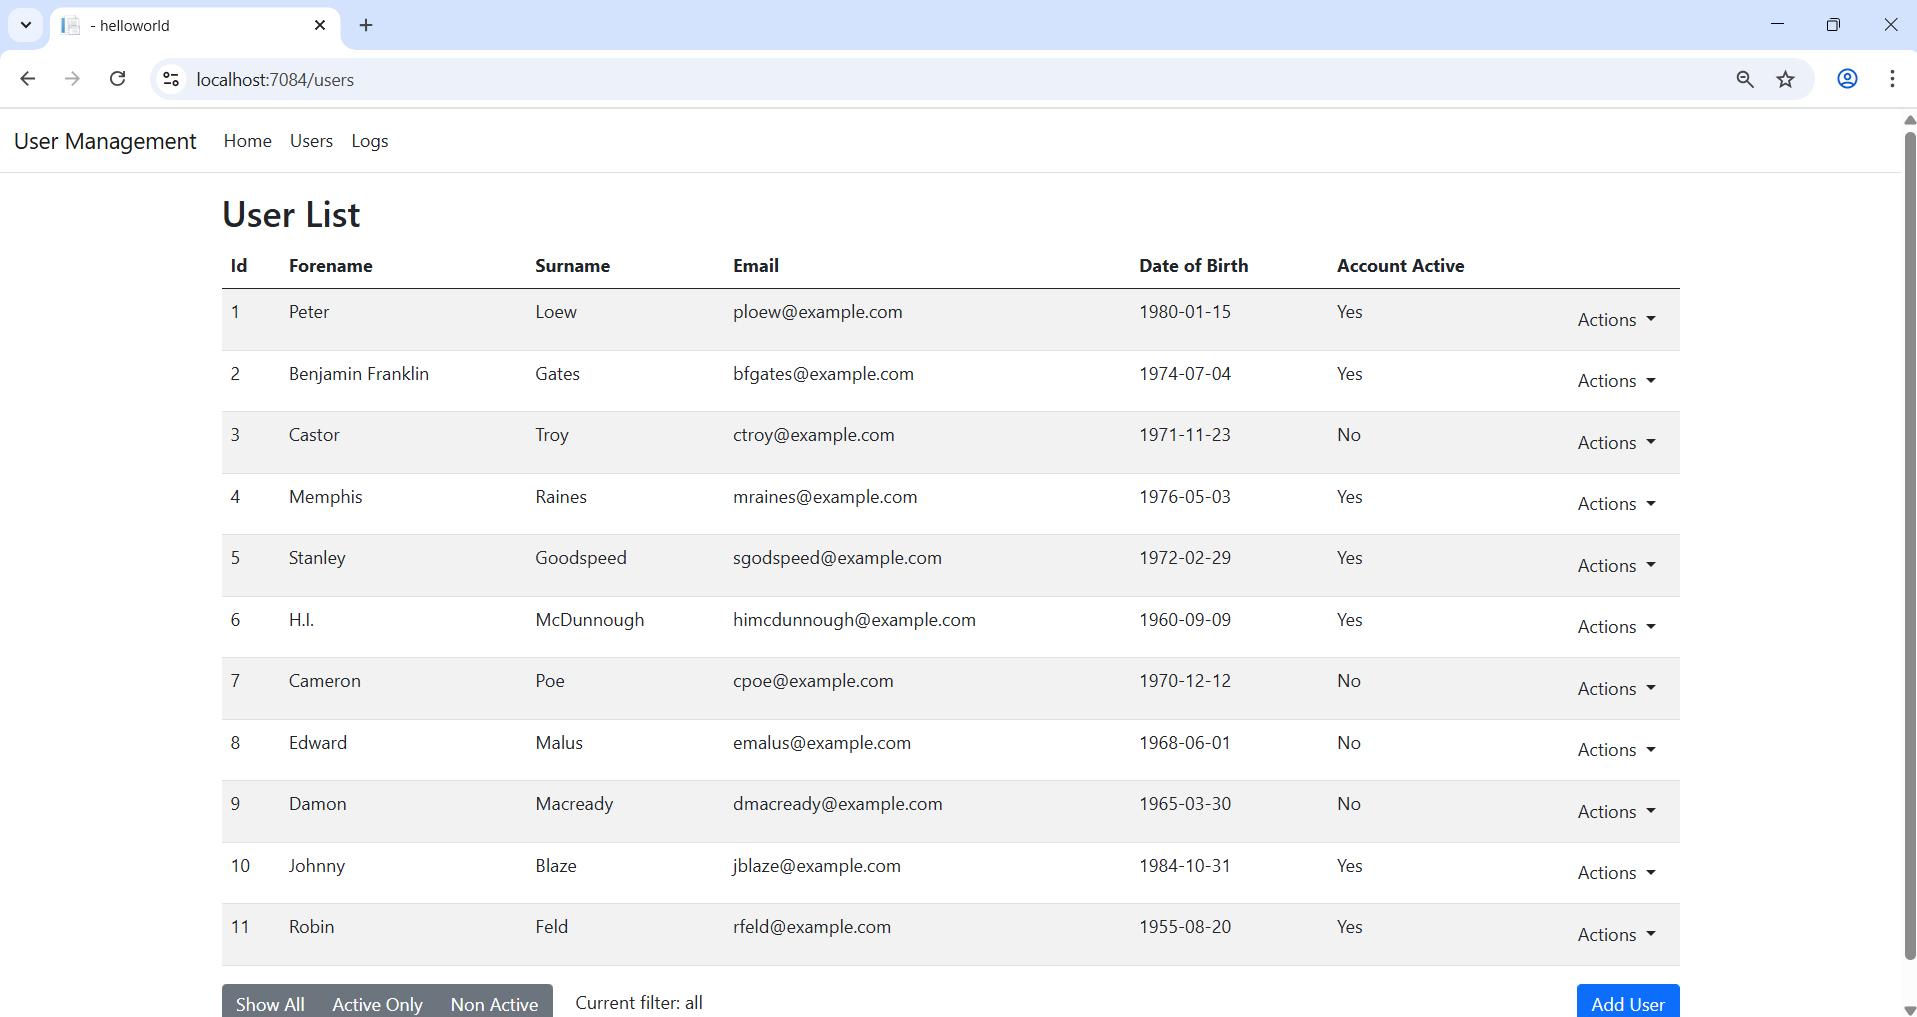 - helloworld
localhost:7084/users
User Management Home Users Logs
User List
Id Forename Surname Email Date of Birth Account Active
1 Peter Loew ploew@example.com 1980-01-15 Yes Actions
2 Benjamin Franklin Gates bfgates@example.com 1974-07-04 Yes Actions
3 Castor Troy ctroy@example.com 1971-11-23 No Actions
4 Memphis Raines mraines@example.com 1976-05-03 Yes Actions
5 Stanley Goodspeed sgodspeed@example.com 1972-02-29 Yes Actions
6 H.I. McDunnough himcdunnough@example.com 1960-09-09 Yes Actions
7 Cameron Poe cpoe@example.com 1970-12-12 No Actions
8 Edward Malus emalus@example.com 1968-06-01 No Actions
9 Damon Macready dmacready@example.com 1965-03-30 No Actions
10 Johnny Blaze jblaze@example.com 1984-10-31 Yes Actions
11 Robin Feld rfeld@example.com 1955-08-20 Yes Actions
Show All Active Only Non Active Current filter: all Add User